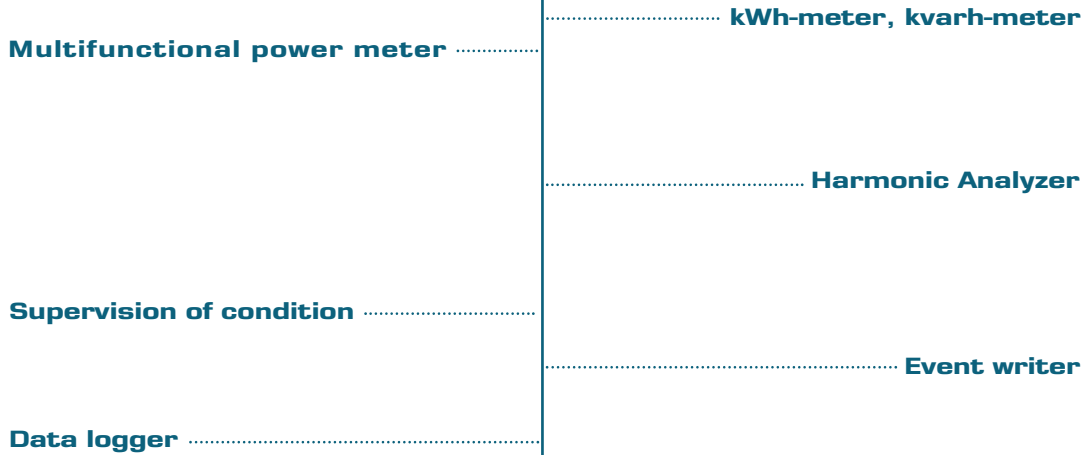 kWh-meter, kvarh-meter
Multifunctional power meter
Harmonic Analyzer
Supervision of condition
Event writer
Data logger